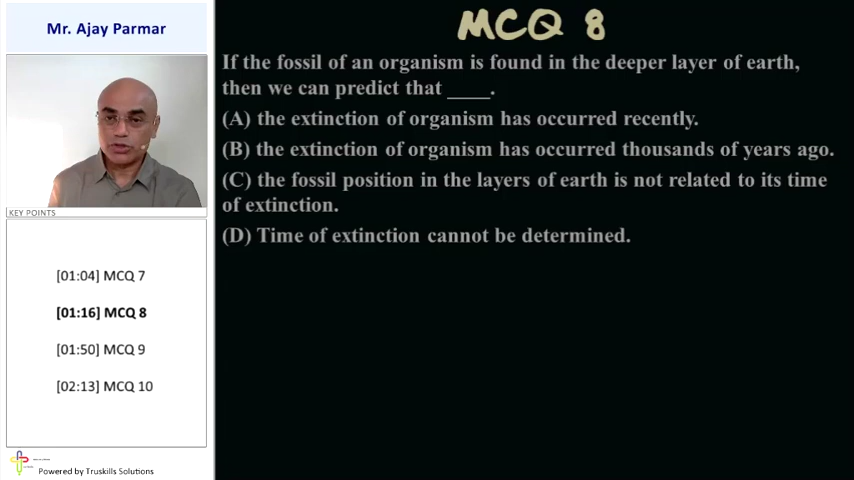 Mr. Ajay Parmar
MCQ 8
If the fossil of an organism is found in the deeper layer of earth,
then we can predict that ____.
(A) the extinction of organism has occurred recently.
(B) the extinction of organism has occurred thousands of years ago.
(C) the fossil position in the layers of earth is not related to its time
of extinction.
(D) Time of extinction cannot be determined.
KEY POINTS
[01:04] MCQ 7
[01:16] MCQ 8
[01:50] MCQ 9
[02:13] MCQ 10
Powered by Truskills Solutions